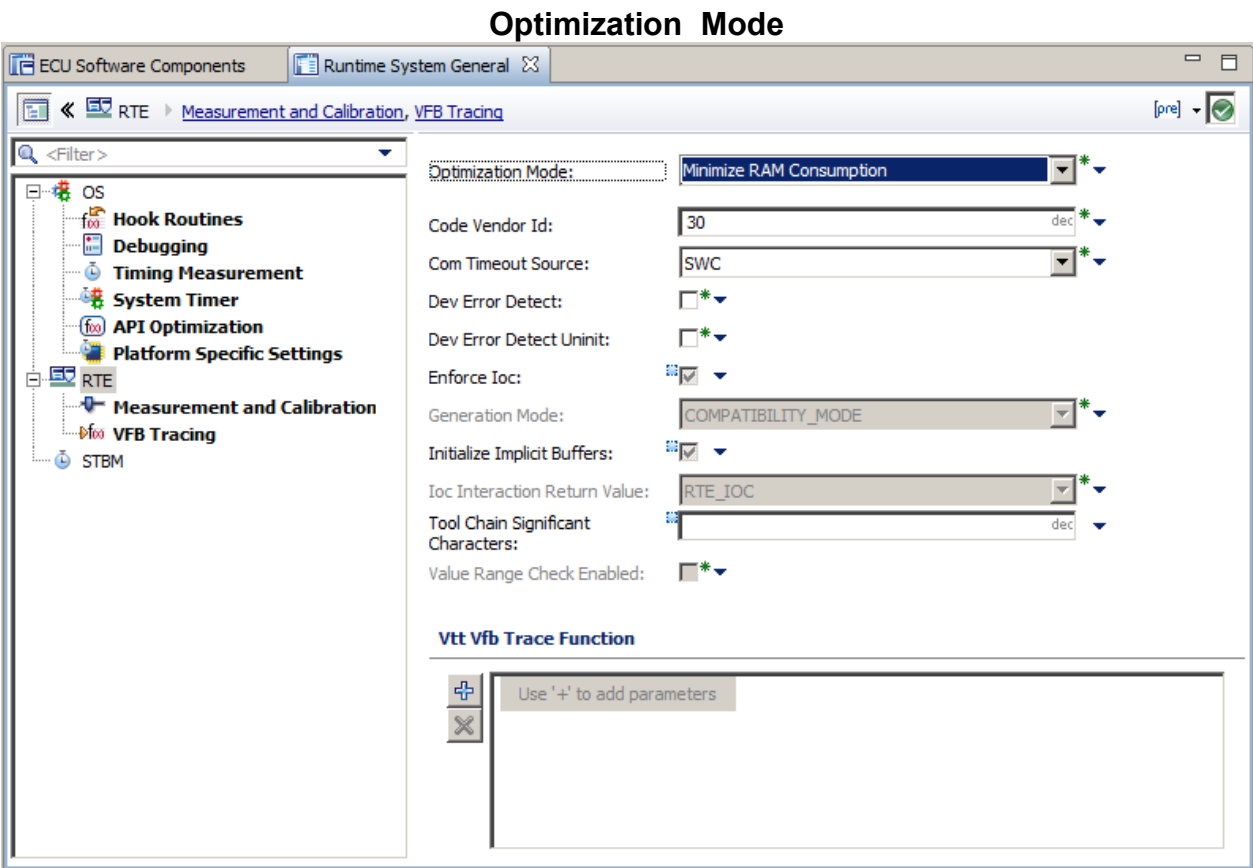 Optimization Mode
ECU Software Components
Runtime System General
RTE Measurement and Calibration, VFB Tracing
[pre]
<Filter>
OS
Hook Routines
Debugging
Timing Measurement
System Timer
API Optimization
Platform Specific Settings
RTE
Measurement and Calibration
VFB Tracing
STBM
Optimization Mode: Minimize RAM Consumption
Code Vendor Id: 30 dec
Com Timeout Source: SWC
Dev Error Detect:
Dev Error Detect Uninit:
Enforce Ioc:
Generation Mode: COMPATIBILITY_MODE
Initialize Implicit Buffers:
Ioc Interaction Return Value: RTE_IOC
Tool Chain Significant dec
Characters:
Value Range Check Enabled:
Vtt Vfb Trace Function
Use '+' to add parameters